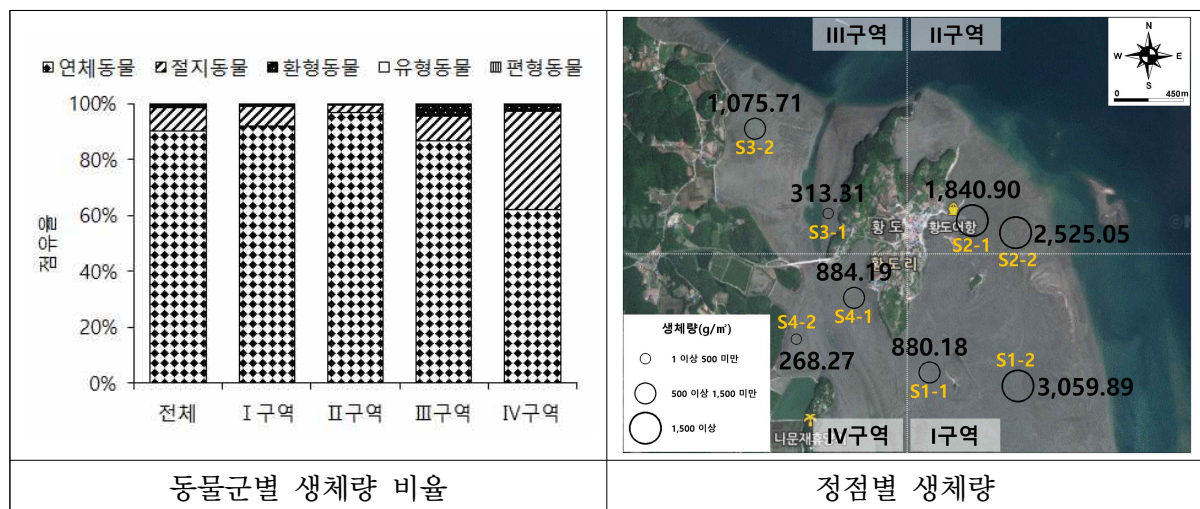 연체동물 절지동물 환형동물 유형동물 편형동물
100%
80%
60%
40%
20%
0%
점유율
전체 Ⅰ구역 Ⅱ구역 Ⅲ구역 Ⅳ구역
III구역 II구역
N
W E
S
0 450m
1,075.71
S3-2
313.31
S3-1
1,840.90
황도
S2-1
2,525.05
S2-2
황도리
884.19
S4-1
S4-2
268.27
880.18
S1-1
S1-2
3,059.89
생체량(g/㎡)
1 이상 500 미만
500 이상 1,500 미만
1,500 이상
IV구역 I구역
동물군별 생체량 비율
정점별 생체량